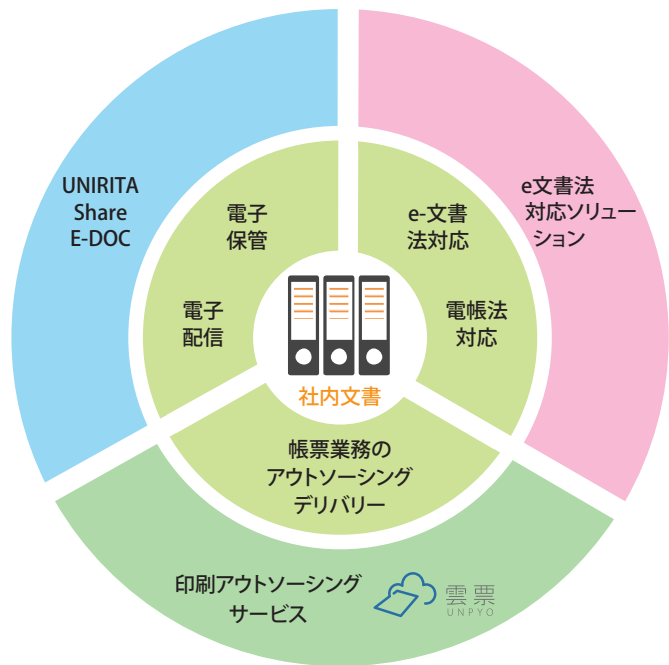 UNIRITA
Share
E-DOC
電子
保管
電子
配信
e-文書
法対応
電帳法
対応
e文書法
対応ソリュー
ション
社内文書
帳票業務の
アウトソーシング
デリバリー
印刷アウトソーシング
サービス
雲票
UNPYO